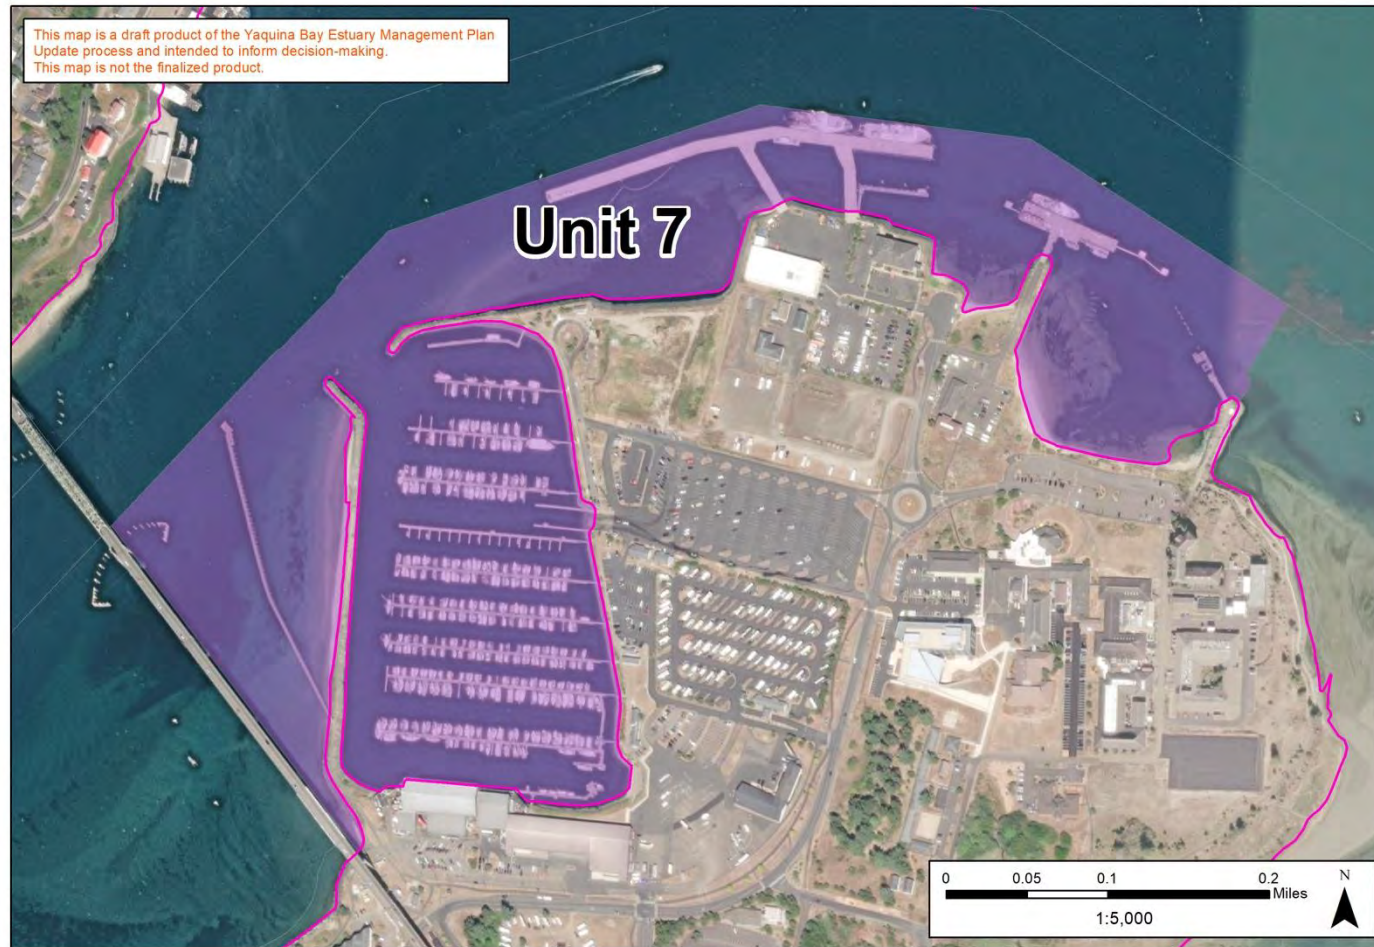 This map is a draft product of the Yaquina Bay Estuary Management Plan
Update process and intended to inform decision-making.
This map is not the finalized product.
Unit 7
0 0.05 0.1 0.2
Miles
1:5,000
N